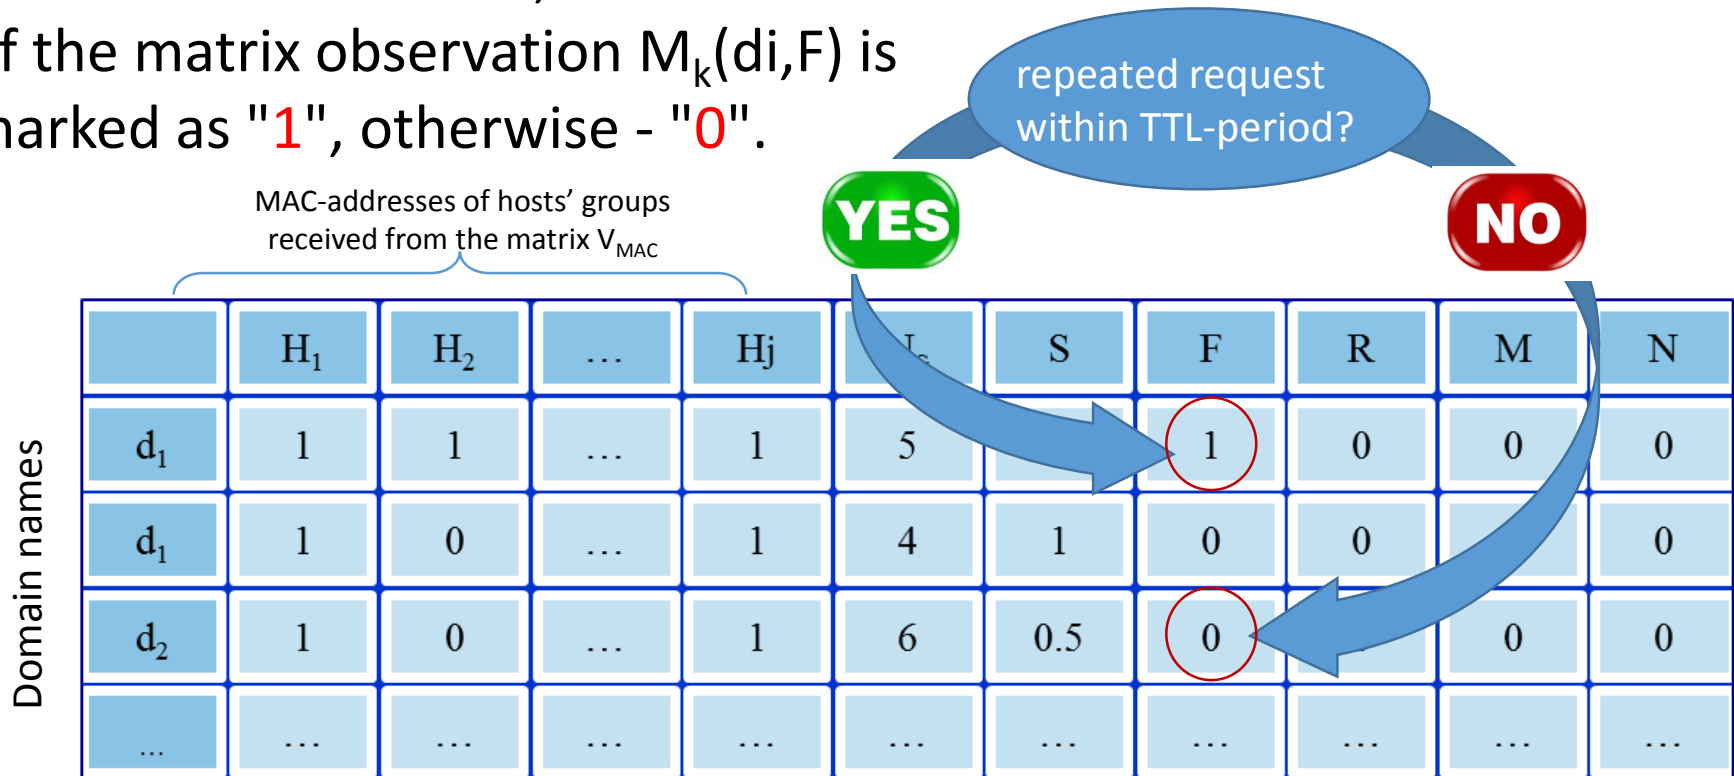 f the matrix observation Mₖ(di,F) is
marked as "1", otherwise - "0".
repeated request
within TTL-period?
MAC-addresses of hosts’ groups
received from the matrix V_MAC
YES
NO
H₁ H₂ ... Hj S F R M N
Domain names
d₁ 1 1 ... 1 5 1 0 0 0
d₁ 1 0 ... 1 4 1 0 0 0
d₂ 1 0 ... 1 6 0.5 0 0 0
... ... ... ... ... ... ... ... ... ... ...